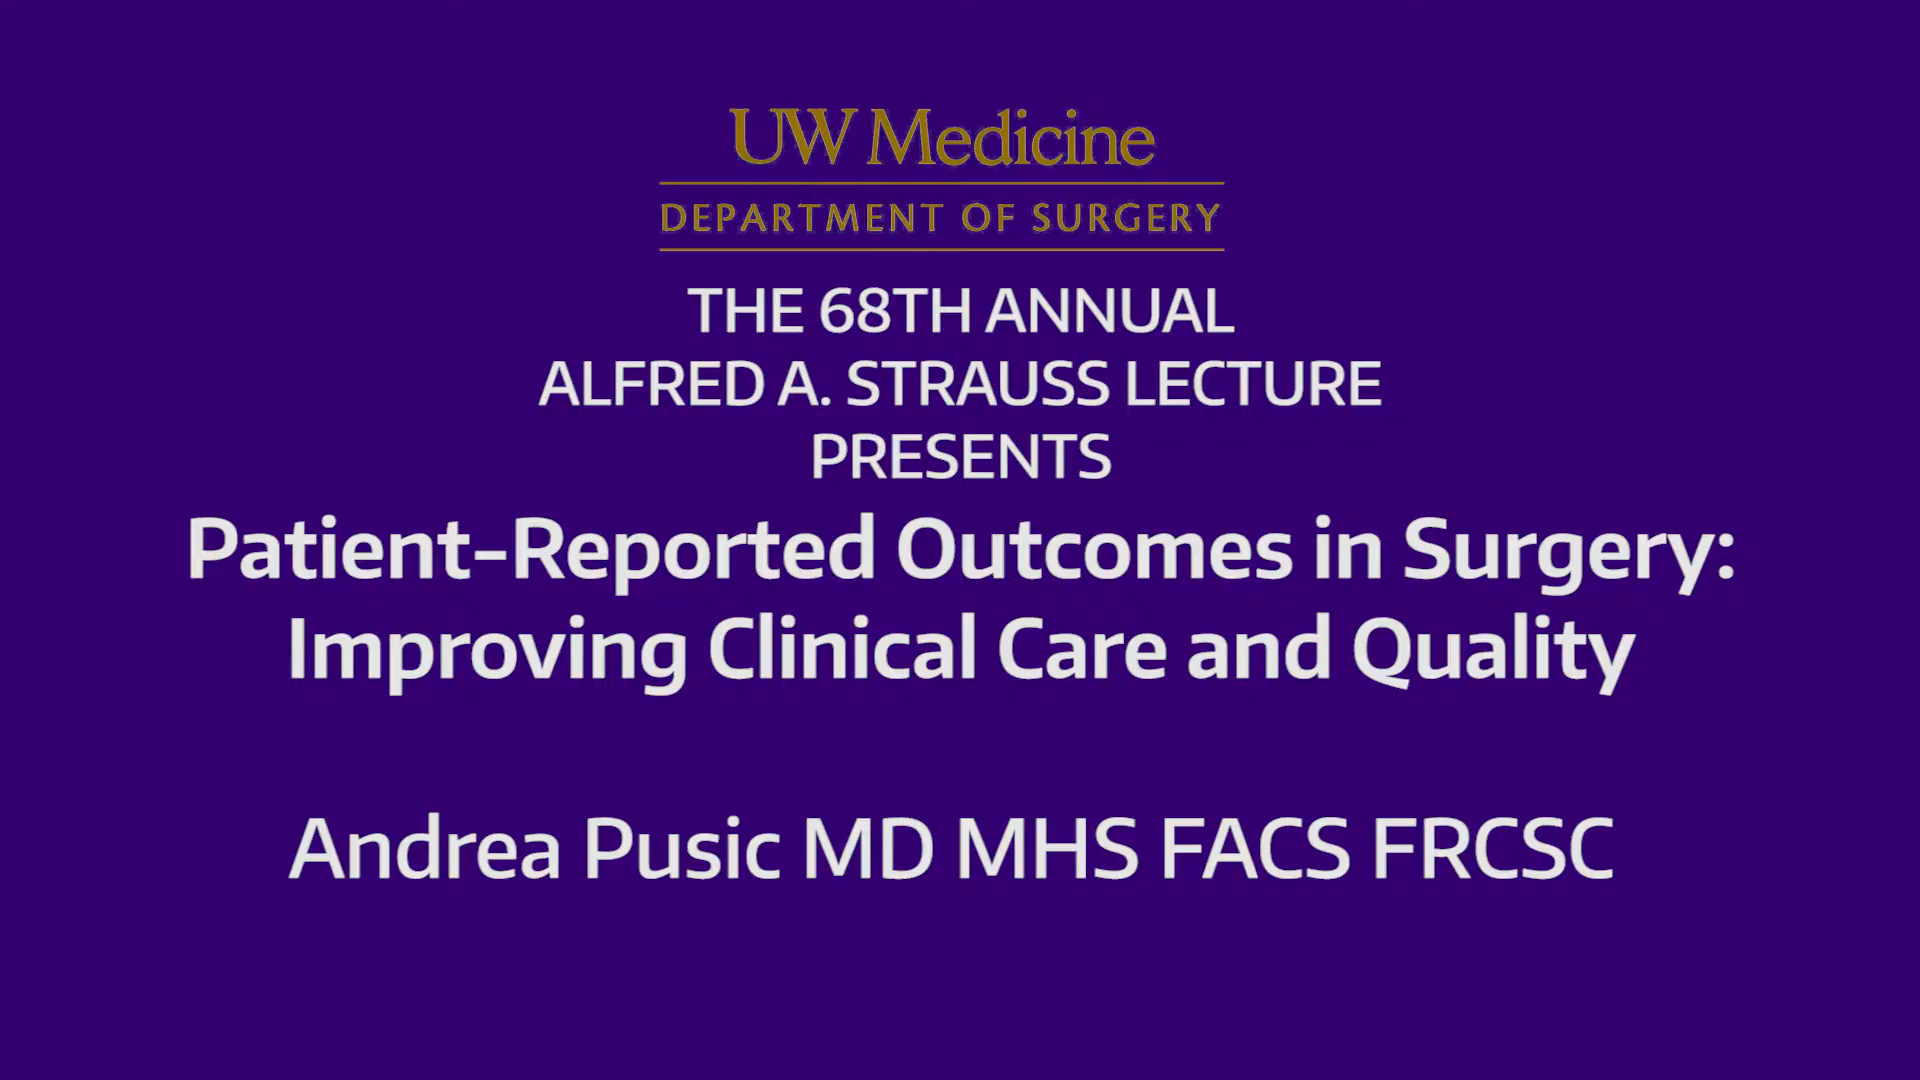 UW Medicine
DEPARTMENT OF SURGERY
THE 68TH ANNUAL
ALFRED A. STRAUSS LECTURE
PRESENTS
Patient-Reported Outcomes in Surgery:
Improving Clinical Care and Quality
Andrea Pusic MD MHS FACS FRCSC